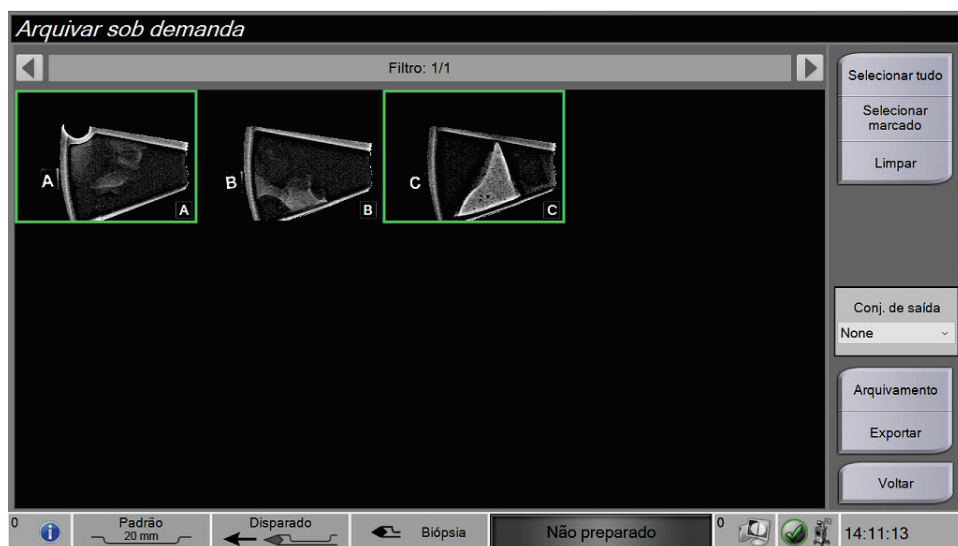 Arquivar sob demanda
Filtro: 1/1
A
A
B
B
C
C
Selecionar tudo
Selecionar
marcado
Limpar
Conj. de saída
None
Arquivamento
Exportar
Voltar
0
Padrão
20 mm
Disparado
Biópsia
Não preparado
0
14:11:13